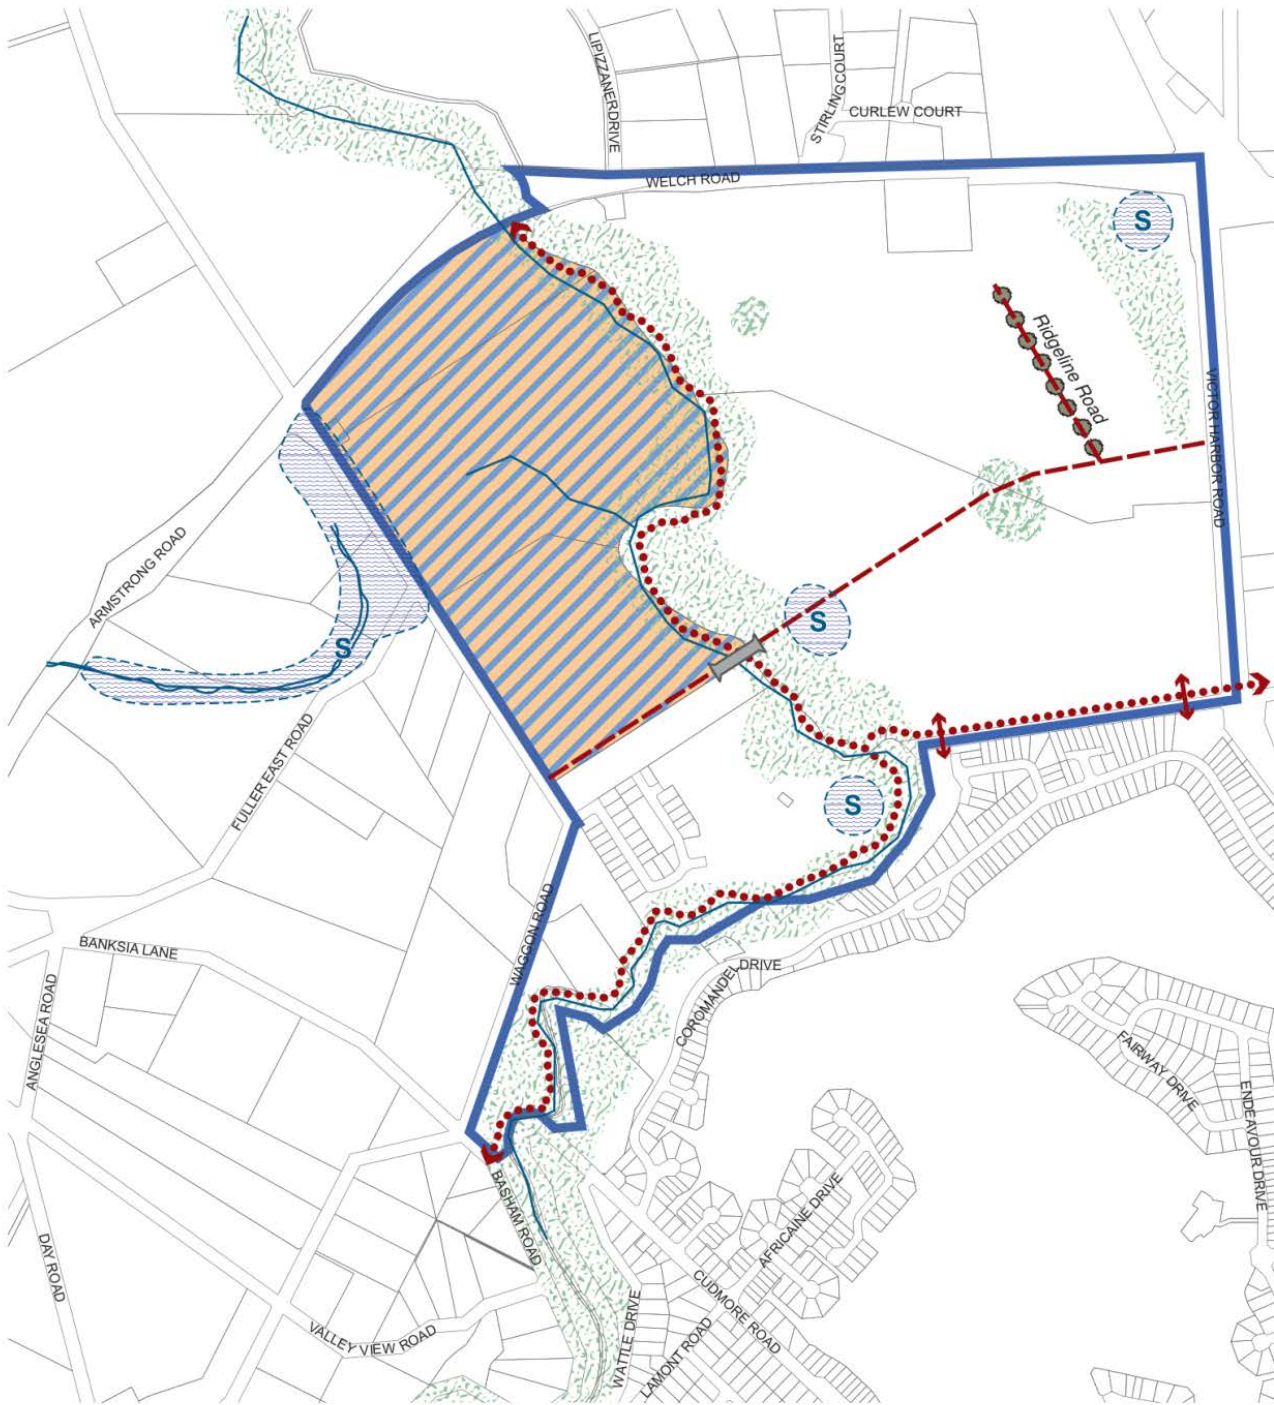 LIPIZZANERDRIVE
STIRLINGCOURT
CURLEW COURT
WELCH ROAD
S
Ridgeline Road
VICTOR HARBOR ROAD
ARMSTRONG ROAD
S
S
FULLER EAST ROAD
S
WAGGON ROAD
BANKSIA LANE
COROMANDEL DRIVE
ANGLESEA ROAD
FAIRWAY DRIVE
ENDEAVOUR DRIVE
BASHAM ROAD
AFRICAINE DRIVE
DAY ROAD
CUDMORE ROAD
VALLEY VIEW ROAD
WATTLE DRIVE
LAMONT ROAD